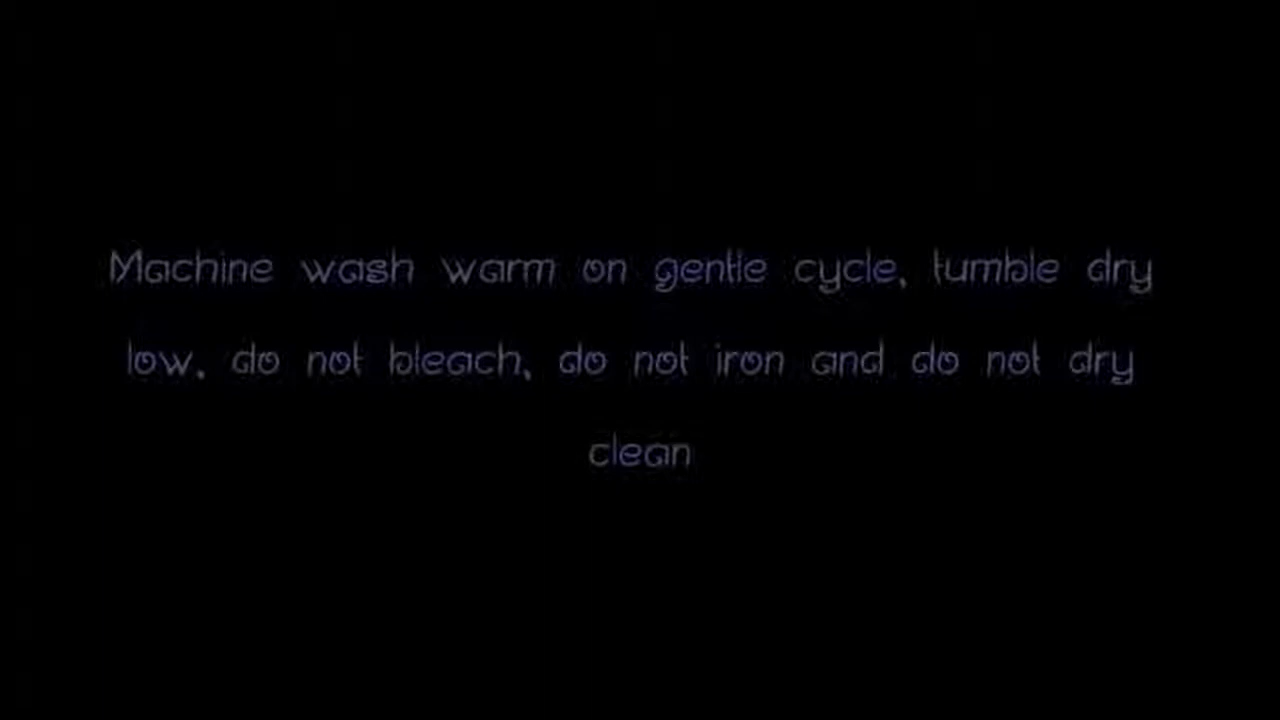 Machine wash warm on gentle cycle, tumble dry
low, do not bleach, do not iron and do not dry
clean